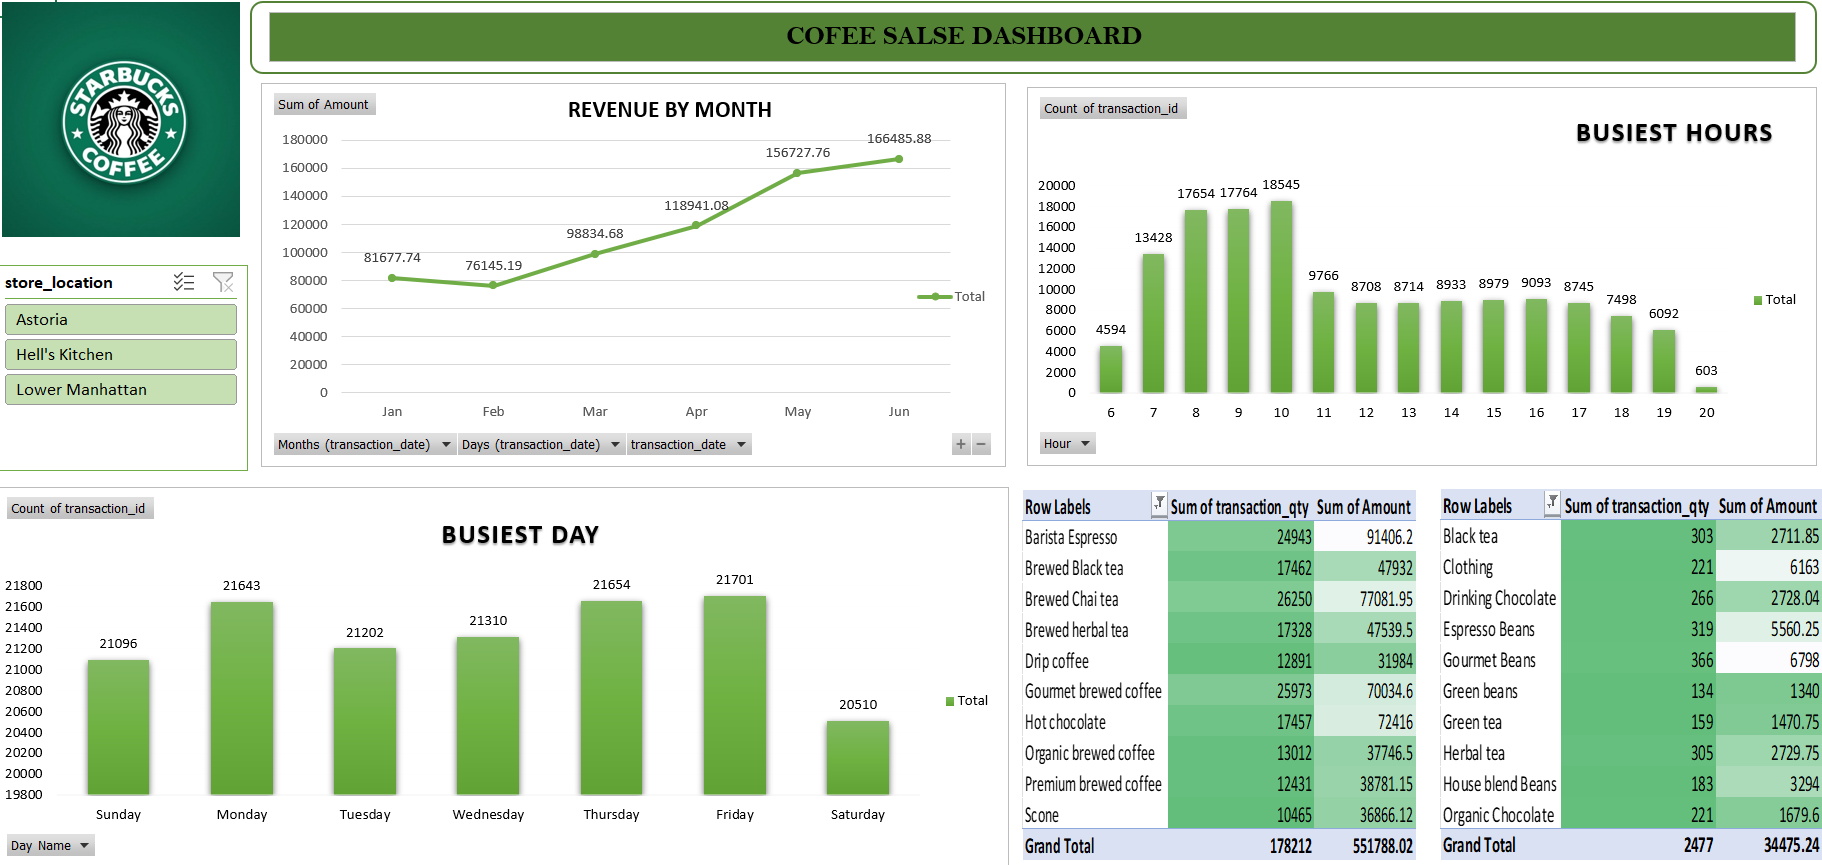 COFEE SALSE DASHBOARD
STARBUCKS
COFFEE
store_location
Astoria
Hell's Kitchen
Lower Manhattan
Sum of Amount
REVENUE BY MONTH
180000
160000
140000
120000
100000
80000
60000
40000
20000
0
81677.74
76145.19
98834.68
118941.08
156727.76
166485.88
Total
Jan Feb Mar Apr May Jun
Months (transaction_date) Days (transaction_date) transaction_date
+ −
Count of transaction_id
BUSIEST HOURS
20000
18000
16000
14000
12000
10000
8000
6000
4000
2000
0
4594 13428 17654 17764 18545 9766 8708 8714 8933 8979 9093 8745 7498 6092 603
Total
6 7 8 9 10 11 12 13 14 15 16 17 18 19 20
Hour
Count of transaction_id
BUSIEST DAY
21800
21600
21400
21200
21000
20800
20600
20400
20200
20000
19800
21096 21643 21202 21310 21654 21701 20510
Total
Sunday Monday Tuesday Wednesday Thursday Friday Saturday
Day Name
Row Labels Sum of transaction_qty Sum of Amount
Barista Espresso 24943 91406.2
Brewed Black tea 17462 47932
Brewed Chai tea 26250 77081.95
Brewed herbal tea 17328 47539.5
Drip coffee 12891 31984
Gourmet brewed coffee 25973 70034.6
Hot chocolate 17457 72416
Organic brewed coffee 13012 37746.5
Premium brewed coffee 12431 38781.15
Scone 10465 36866.12
Grand Total 178212 551788.02
Row Labels Sum of transaction_qty Sum of Amount
Black tea 303 2711.85
Clothing 221 6163
Drinking Chocolate 266 2728.04
Espresso Beans 319 5560.25
Gourmet Beans 366 6798
Green beans 134 1340
Green tea 159 1470.75
Herbal tea 305 2729.75
House blend Beans 183 3294
Organic Chocolate 221 1679.6
Grand Total 2477 34475.24